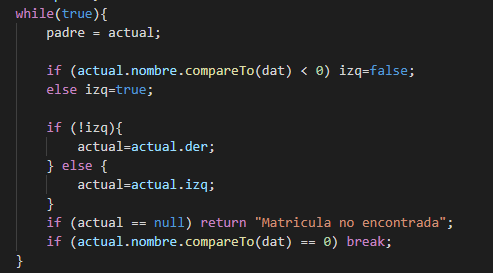 while(true){
padre = actual;
if (actual.nombre.compareTo(dat) < 0) izq=false;
else izq=true;
if (!izq){
actual=actual.der;
} else {
actual=actual.izq;
}
if (actual == null) return "Matricula no encontrada";
if (actual.nombre.compareTo(dat) == 0) break;
}